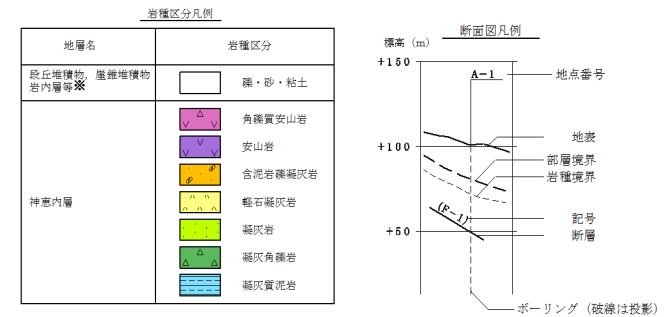 岩種区分凡例
地層名
岩種区分
段丘堆積物，崖錐堆積物
岩内層等※
礫・砂・粘土
神恵内層
角礫質安山岩
安山岩
含泥岩礫凝灰岩
軽石凝灰岩
凝灰岩
凝灰角礫岩
凝灰質泥岩
断面図凡例
標高（m）
+150
A-1
地点番号
地表
+100
部層境界
岩種境界
(F-1)
記号
+50
断層
ボーリング（破線は投影）